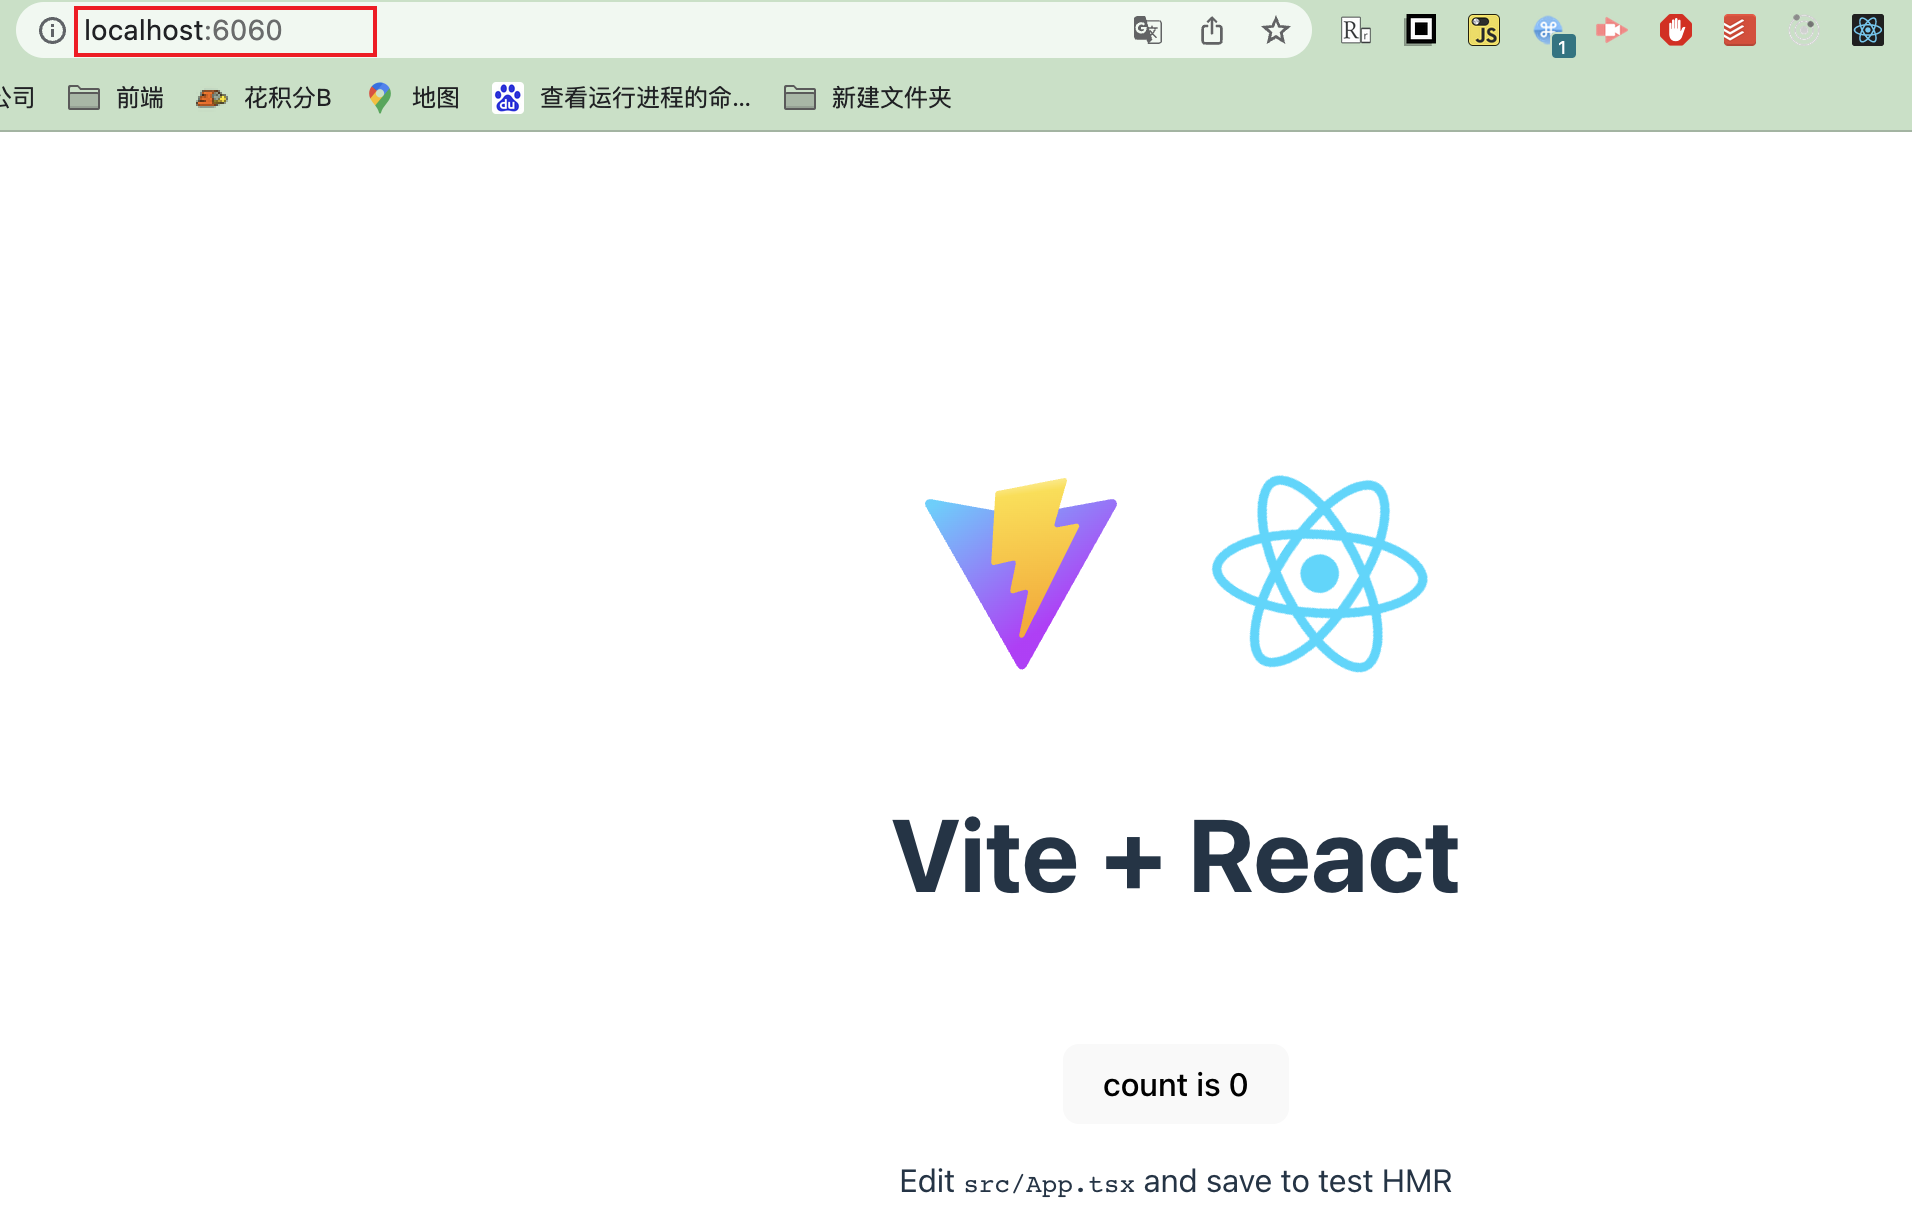 localhost:6060
公司 前端 花积分B 地图 查看运行进程的命... 新建文件夹
Vite + React
count is 0
Edit src/App.tsx and save to test HMR